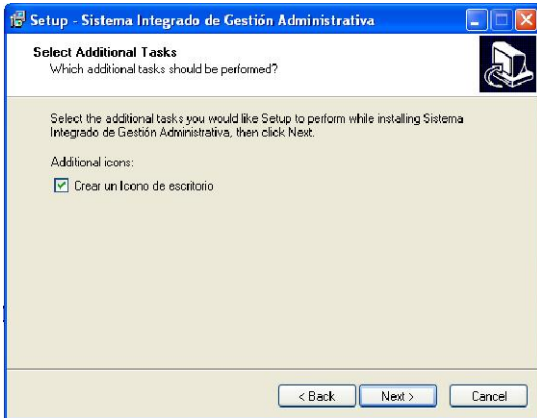 Setup - Sistema Integrado de Gestión Administrativa
Select Additional Tasks
Which additional tasks should be performed?
Select the additional tasks you would like Setup to perform while installing Sistema
Integrado de Gestión Administrativa, then click Next.
Additional icons:
Crear un Icono de escritorio
< Back
Next >
Cancel